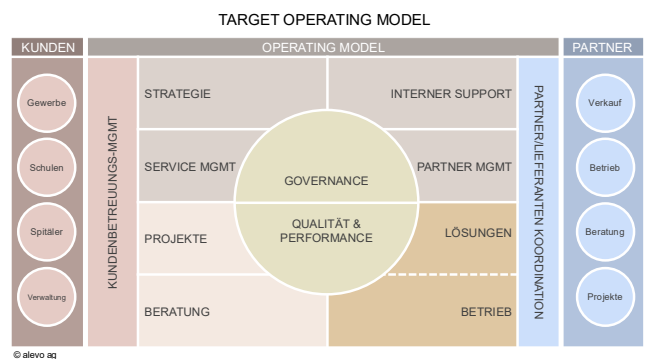 TARGET OPERATING MODEL
KUNDEN
OPERATING MODEL
PARTNER
Gewerbe
Schulen
Spitäler
Verwaltung
KUNDENBETREUUNGS-MGMT
STRATEGIE
INTERNER SUPPORT
SERVICE MGMT
PARTNER MGMT
GOVERNANCE
QUALITÄT &
PERFORMANCE
PROJEKTE
LÖSUNGEN
BERATUNG
BETRIEB
PARTNER/LIEFERANTEN KOORDINATION
Verkauf
Betrieb
Beratung
Projekte
© alevo ag